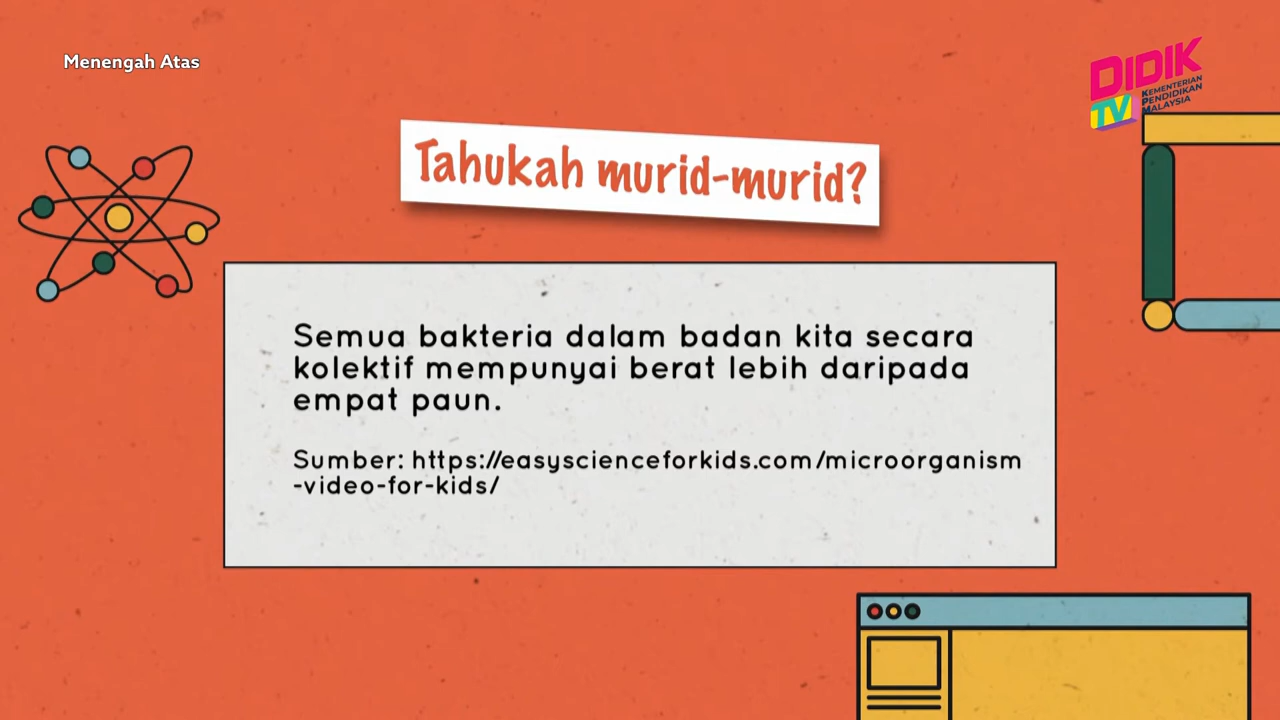 Menengah Atas
DIDIK
TV
KEMENTERIAN
PENDIDIKAN
MALAYSIA
Tahukah murid-murid?
Semua bakteria dalam badan kita secara
kolektif mempunyai berat lebih daripada
empat paun.
Sumber: https://easyscienceforkids.com/microorganism
-video-for-kids/